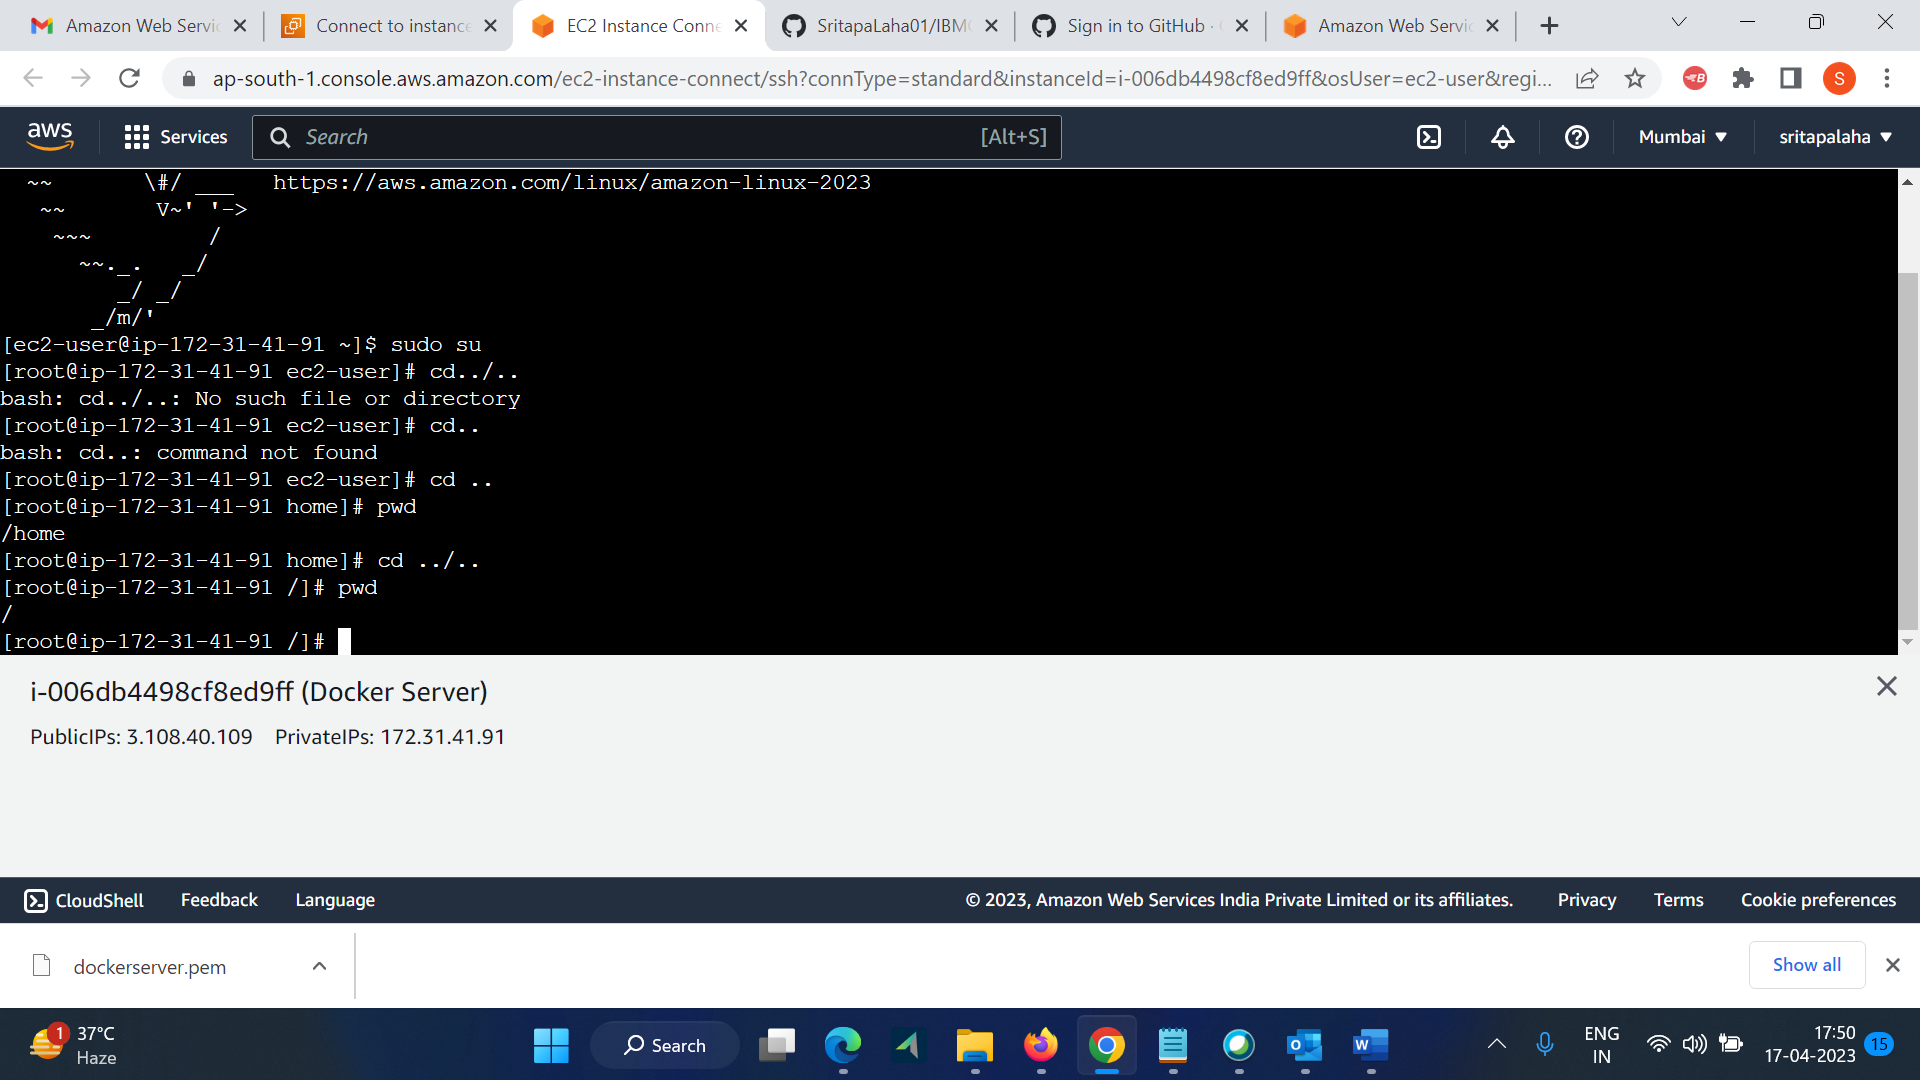 Amazon Web Servic
Connect to instance
EC2 Instance Conne
SritapaLaha01/IBM
Sign in to GitHub ·
Amazon Web Servic
ap-south-1.console.aws.amazon.com/ec2-instance-connect/ssh?connType=standard&instanceId=i-006db4498cf8ed9ff&osUser=ec2-user&regi...
B
S
aws
Services
Search
[Alt+S]
Mumbai
sritapalaha
~~       \#/ ___   https://aws.amazon.com/linux/amazon-linux-2023
~~       V~' '->
~~~         /
~~._.   _/
_/ _/
_/m/'
[ec2-user@ip-172-31-41-91 ~]$ sudo su
[root@ip-172-31-41-91 ec2-user]# cd../..
bash: cd../..: No such file or directory
[root@ip-172-31-41-91 ec2-user]# cd..
bash: cd..: command not found
[root@ip-172-31-41-91 ec2-user]# cd ..
[root@ip-172-31-41-91 home]# pwd
/home
[root@ip-172-31-41-91 home]# cd ../..
[root@ip-172-31-41-91 /]# pwd
/
[root@ip-172-31-41-91 /]#
i-006db4498cf8ed9ff (Docker Server)
PublicIPs: 3.108.40.109 PrivateIPs: 172.31.41.91
CloudShell
Feedback
Language
© 2023, Amazon Web Services India Private Limited or its affiliates.
Privacy
Terms
Cookie preferences
dockerserver.pem
Show all
1
37°C
Haze
Search
ENG
IN
17:50
17-04-2023
15